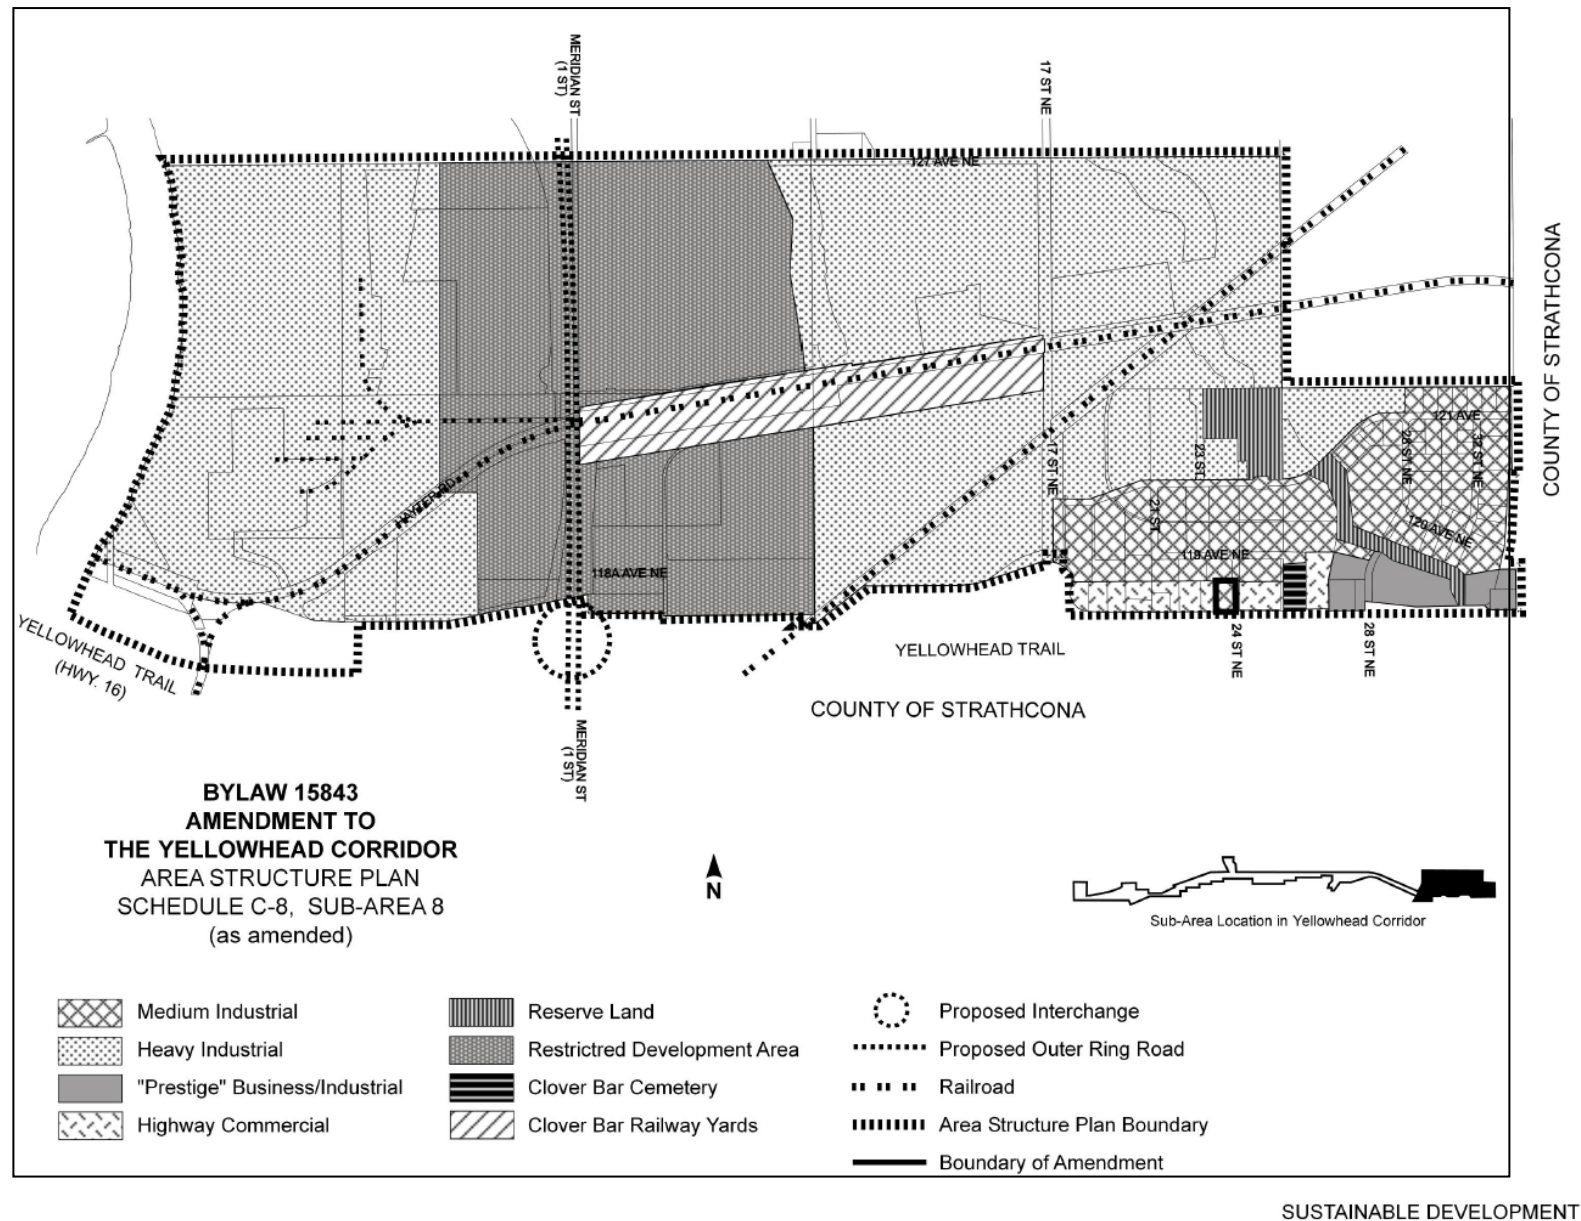 MERIDIAN ST
(1 ST)
17 ST NE
127 AVE NE
COUNTY OF STRATHCONA
121 AVE
28 ST NE
32 ST NE
17 ST NE
23 ST
21 ST
HAYTER RD
120 AVE NE
119 AVE NE
118A AVE NE
YELLOWHEAD TRAIL
(HWY. 16)
YELLOWHEAD TRAIL
24 ST NE
28 ST NE
COUNTY OF STRATHCONA
MERIDIAN ST
(1 ST)
BYLAW 15843
AMENDMENT TO
THE YELLOWHEAD CORRIDOR
AREA STRUCTURE PLAN
SCHEDULE C-8, SUB-AREA 8
(as amended)
N
Sub-Area Location in Yellowhead Corridor
Medium Industrial
Heavy Industrial
"Prestige" Business/Industrial
Highway Commercial
Reserve Land
Restrictred Development Area
Clover Bar Cemetery
Clover Bar Railway Yards
Proposed Interchange
Proposed Outer Ring Road
Railroad
Area Structure Plan Boundary
Boundary of Amendment
SUSTAINABLE DEVELOPMENT